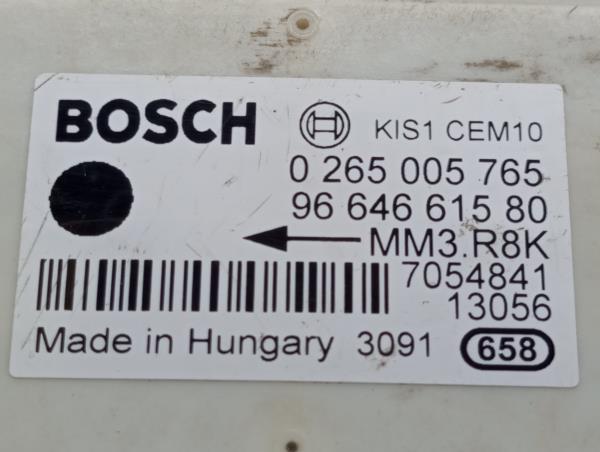 BOSCH KIS1 CEM10
0 265 005 765
96 646 615 80
MM3.R8K
7054841
13056
Made in Hungary 3091 658